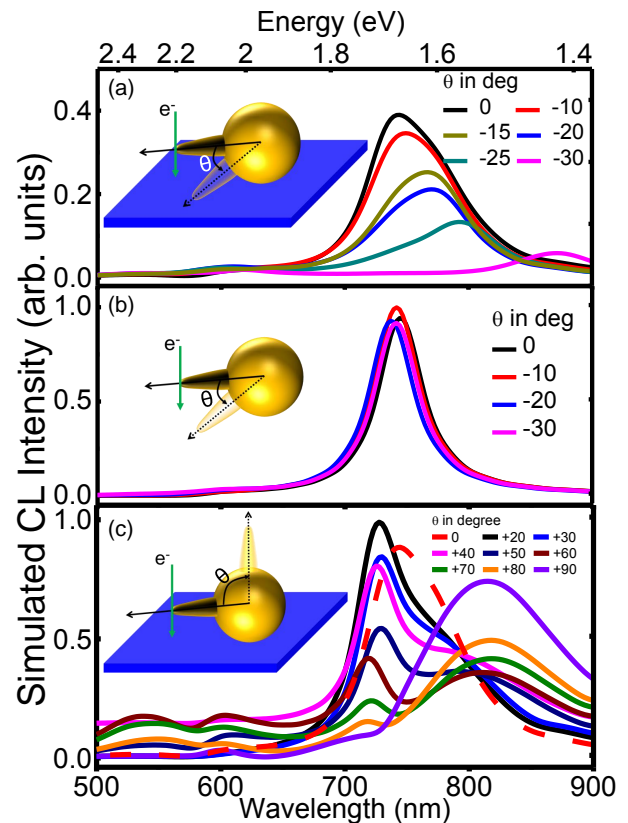 Energy (eV)
2.4 2.2 2 1.8 1.6 1.4
Simulated CL Intensity (arb. units)
(a)
θ in deg
0 -10
-15 -20
-25 -30
e-
θ
0.4
0.2
0.0
(b)
θ in deg
0
-10
-20
-30
e-
θ
1.0
0.5
0.0
(c)
θ in degree
0 +20 +30
+40 +50 +60
+70 +80 +90
e-
θ
1.0
0.5
0.0
500 600 700 800 900
Wavelength (nm)